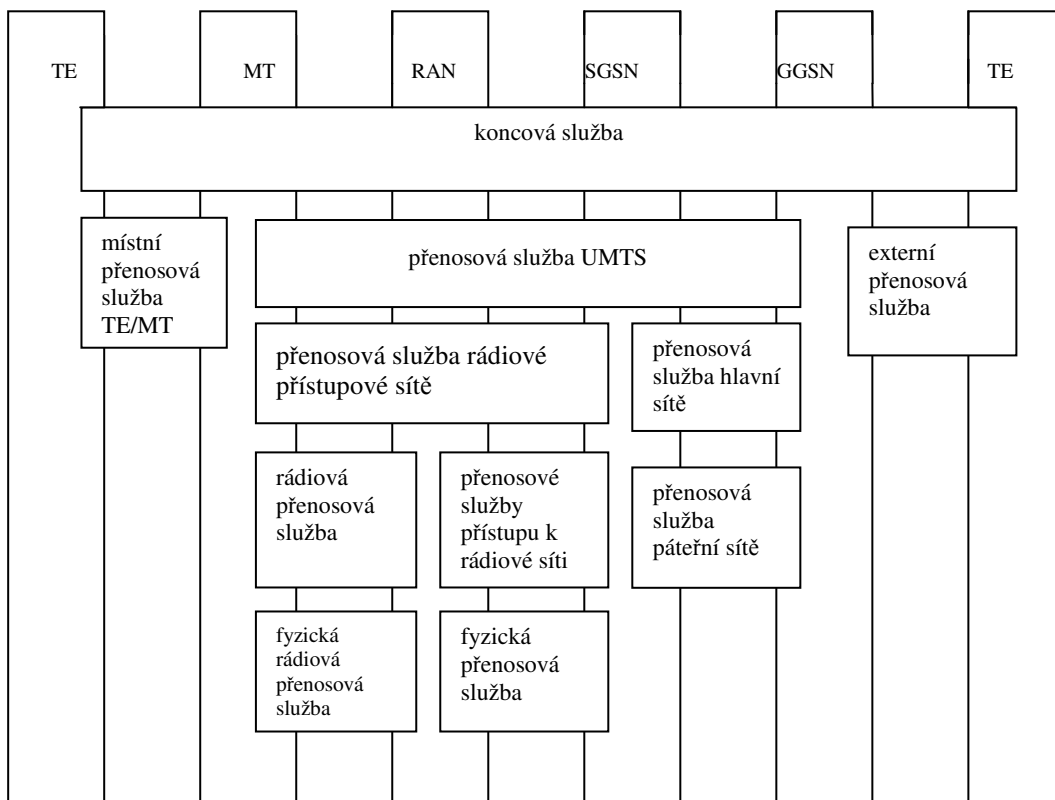 TE MT RAN SGSN GGSN TE
koncová služba
místní
přenosová
služba
TE/MT
přenosová služba UMTS
externí
přenosová
služba
přenosová služba rádiové
přístupové sítě
přenosová
služba hlavní
sítě
rádiová
přenosová
služba
přenosové
služby
přístupu k
rádiové síti
přenosová
služba
páteřní sítě
fyzická
rádiová
přenosová
služba
fyzická
přenosová
služba